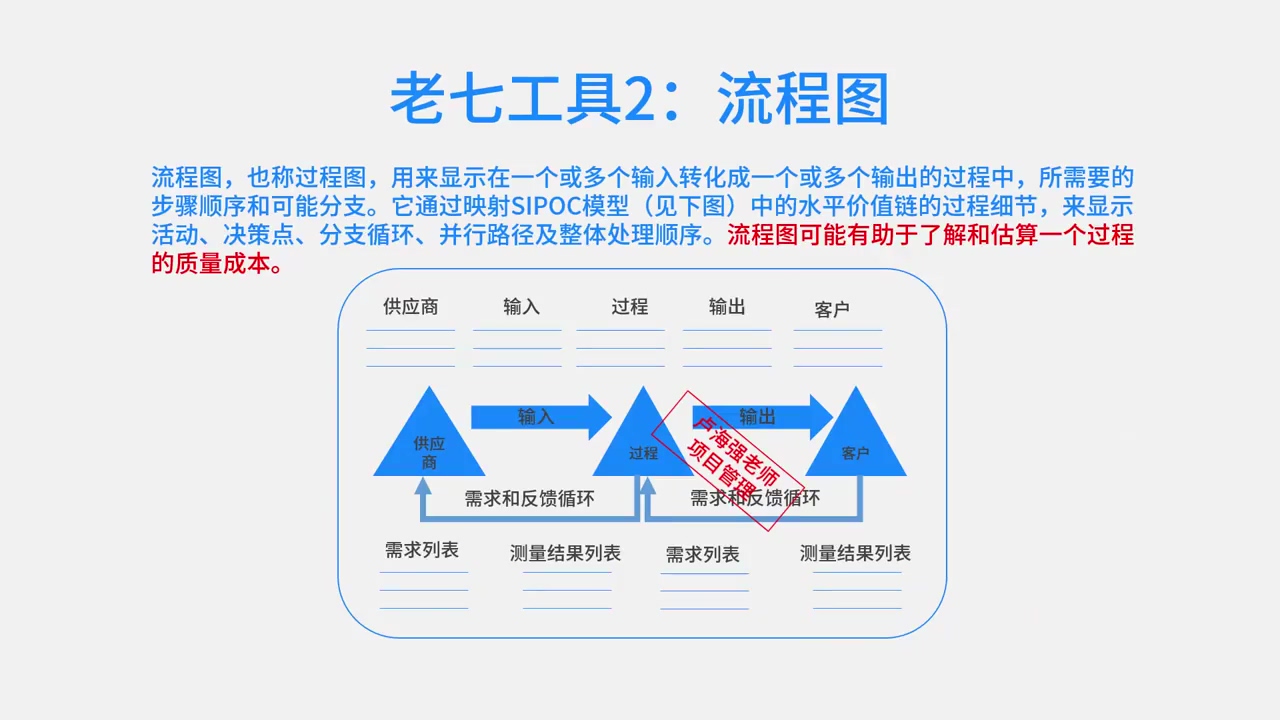 老七工具2：流程图
流程图，也称过程图，用来显示在一个或多个输入转化成一个或多个输出的过程中，所需要的
步骤顺序和可能分支。它通过映射SIPOC模型（见下图）中的水平价值链的过程细节，来显示
活动、决策点、分支循环、并行路径及整体处理顺序。流程图可能有助于了解和估算一个过程
的质量成本。
供应商 输入 过程 输出 客户
输入 输出
供应
商
过程
客户
卢海强老师
项目管理
需求和反馈循环 需求和反馈循环
需求列表 测量结果列表 需求列表 测量结果列表